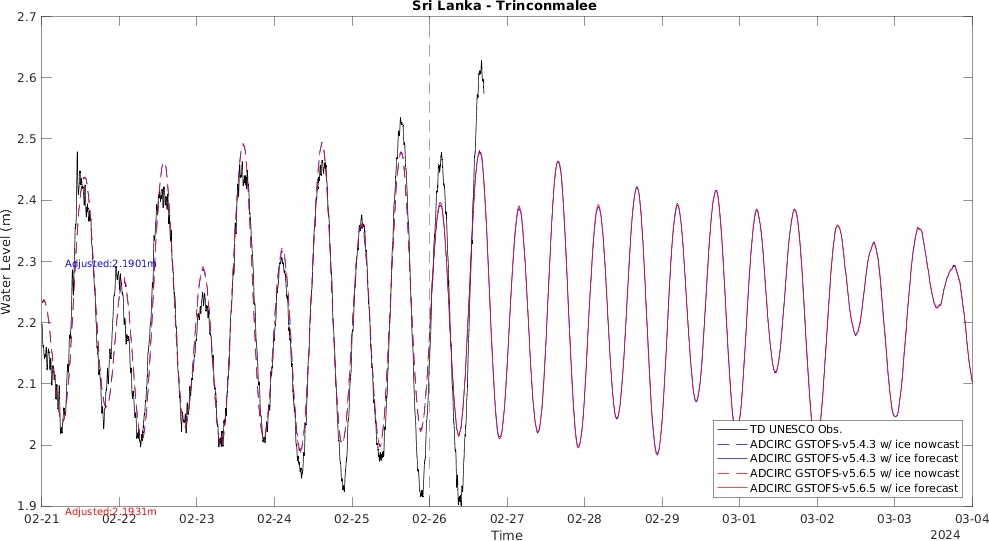 Sri Lanka - Trinconmalee
2.7
2.6
2.5
2.4
2.3
2.2
2.1
2
1.9
Water Level (m)
Adjusted:2.1901m
Adjusted:2.1931m
TD UNESCO Obs.
ADCIRC GSTOFS-v5.4.3 w/ ice nowcast
ADCIRC GSTOFS-v5.4.3 w/ ice forecast
ADCIRC GSTOFS-v5.6.5 w/ ice nowcast
ADCIRC GSTOFS-v5.6.5 w/ ice forecast
02-21 02-22 02-23 02-24 02-25 02-26 02-27 02-28 02-29 03-01 03-02 03-03 03-04
Time
2024